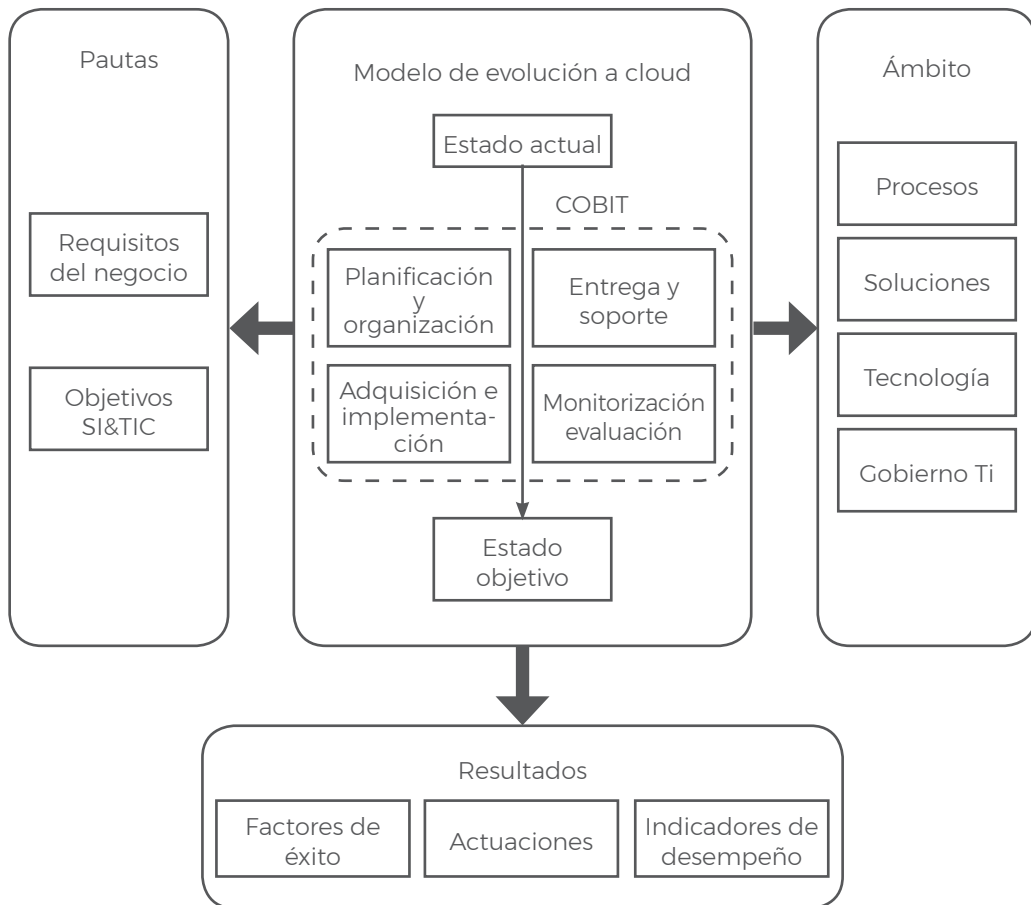 Pautas
Requisitos
del negocio
Objetivos
SI&TIC
Modelo de evolución a cloud
Estado actual
COBIT
Planificación
y
organización
Entrega y
soporte
Adquisición e
implementa-
ción
Monitorización
evaluación
Estado
objetivo
Ámbito
Procesos
Soluciones
Tecnología
Gobierno Ti
Resultados
Factores de
éxito
Actuaciones
Indicadores de
desempeño